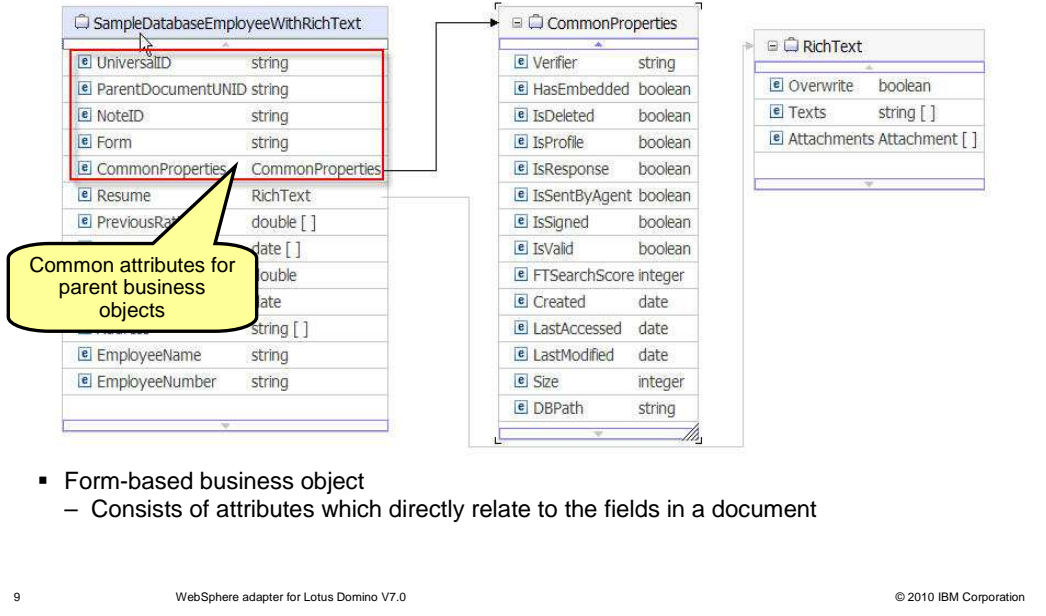 SampleDatabaseEmployeeWithRichText
UniversalID string
ParentDocumentUNID string
NoteID string
Form string
CommonProperties CommonProperties
Resume RichText
double [ ]
date [ ]
string [ ]
EmployeeName string
EmployeeNumber string
Common attributes for
parent business
objects
CommonProperties
Verifier string
HasEmbedded boolean
IsDeleted boolean
IsProfile boolean
IsResponse boolean
IsSentByAgent boolean
IsSigned boolean
IsValid boolean
FTSearchScore integer
Created date
LastAccessed date
LastModified date
Size integer
DBPath string
RichText
Overwrite boolean
Texts string [ ]
Attachments Attachment [ ]
▪ Form-based business object
– Consists of attributes which directly relate to the fields in a document
9 WebSphere adapter for Lotus Domino V7.0 © 2010 IBM Corporation